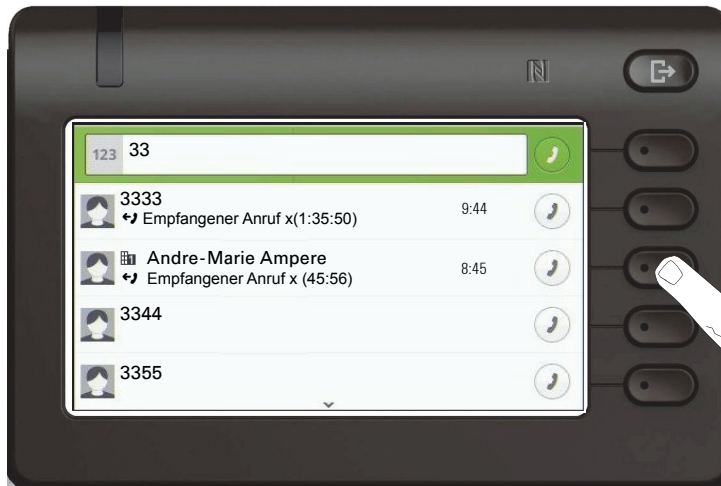 123 33
3333
Empfangener Anruf x(1:35:50)
9:44
Andre-Marie Ampere
Empfangener Anruf x (45:56)
8:45
3344
3355